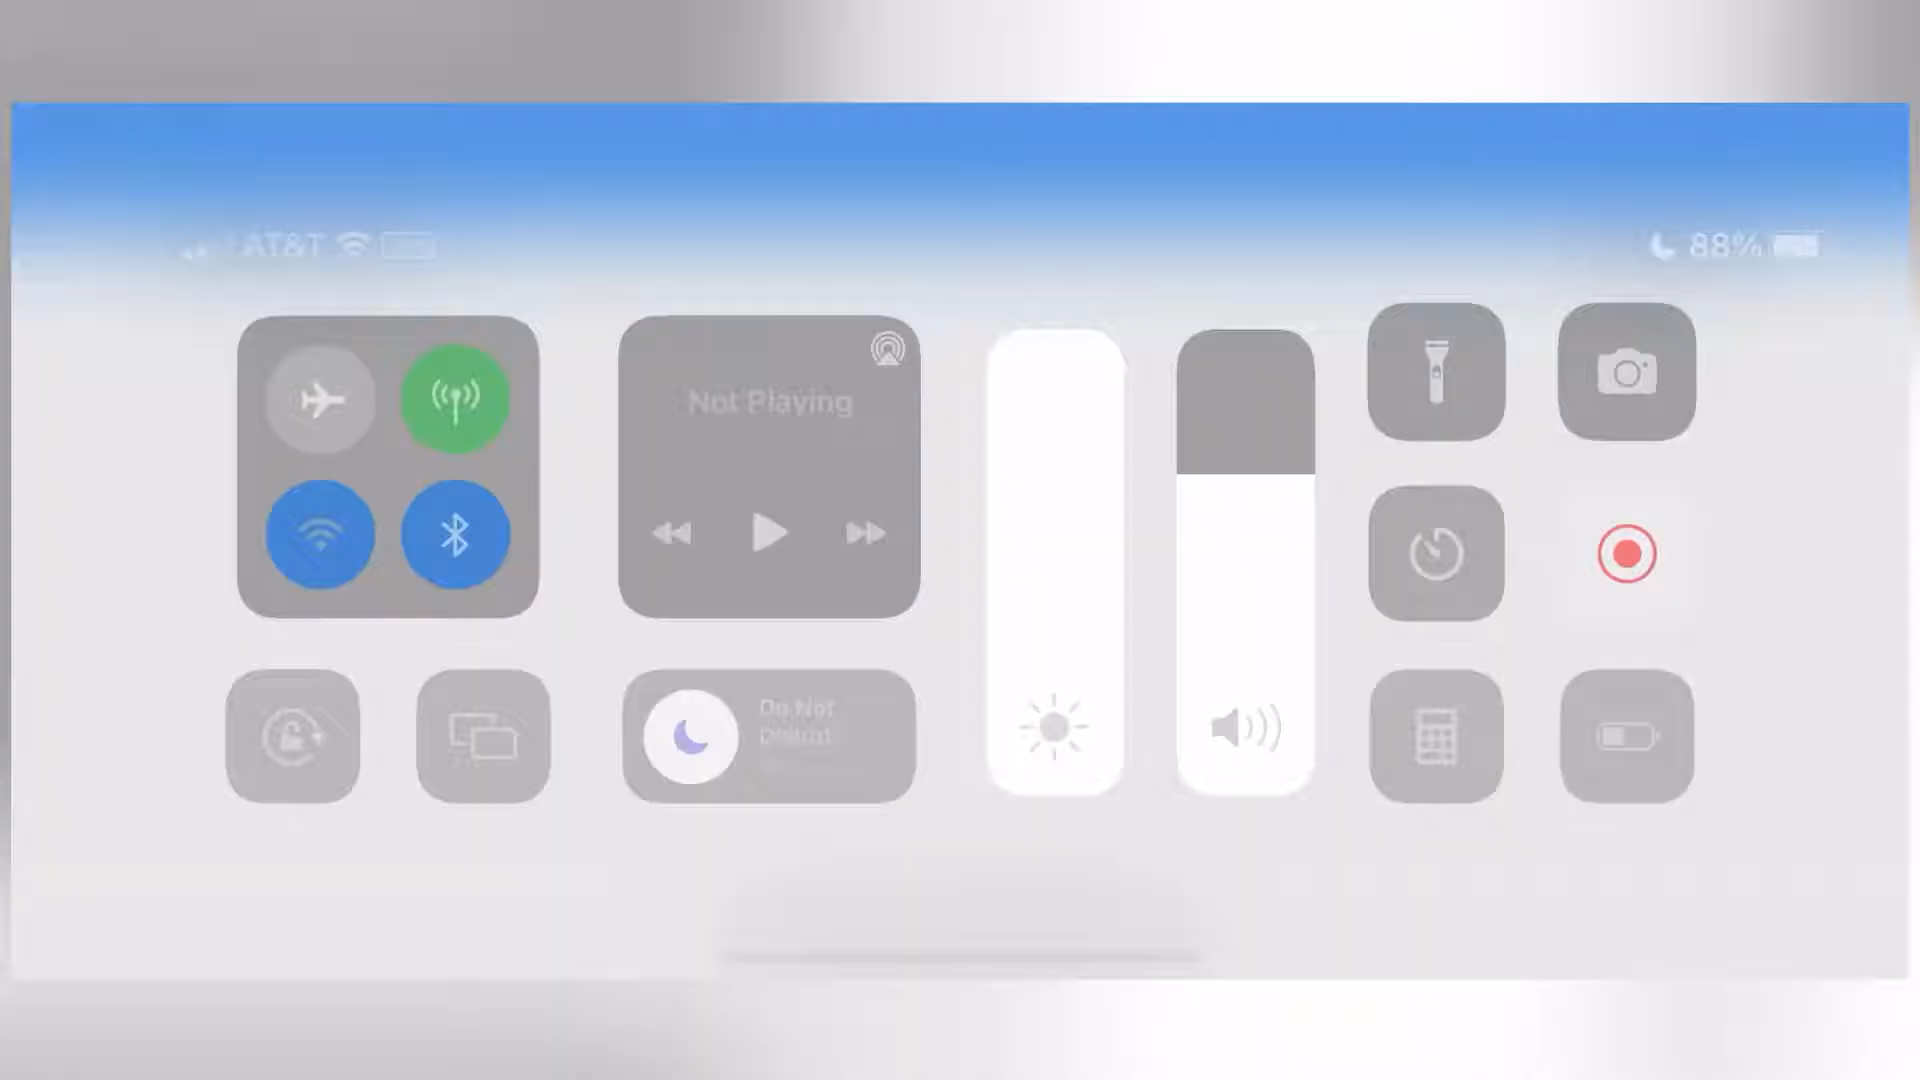 AT&T
88%
Not Playing
Do Not
Disturb